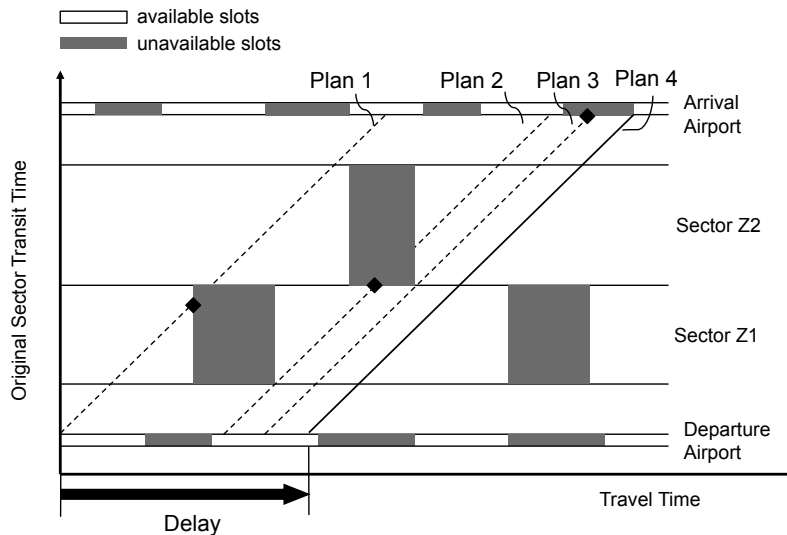 available slots
unavailable slots
Plan 1
Plan 2
Plan 3
Plan 4
Arrival
Airport
Original Sector Transit Time
Sector Z2
Sector Z1
Departure
Airport
Travel Time
Delay